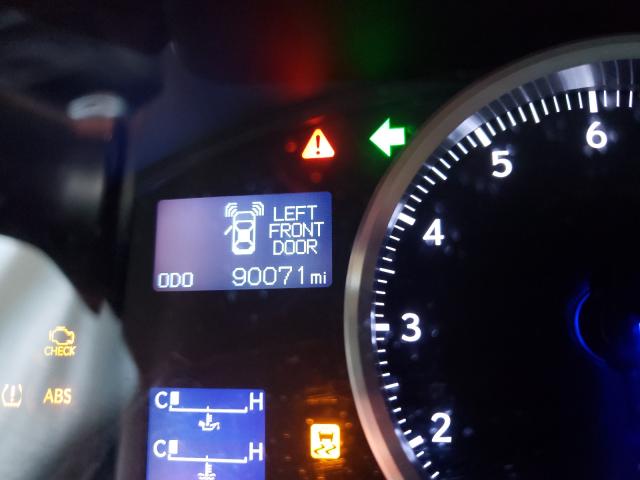 LEFT
FRONT
DOOR
ODO 90071 mi
6
5
4
3
2
CHECK
ABS
C H
C H